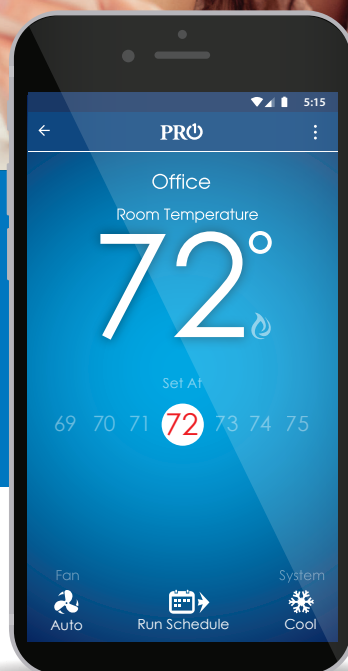 5:15
PRO
Office
Room Temperature
72°
Set At
69 70 71 72 73 74 75
Fan System
Auto Run Schedule Cool